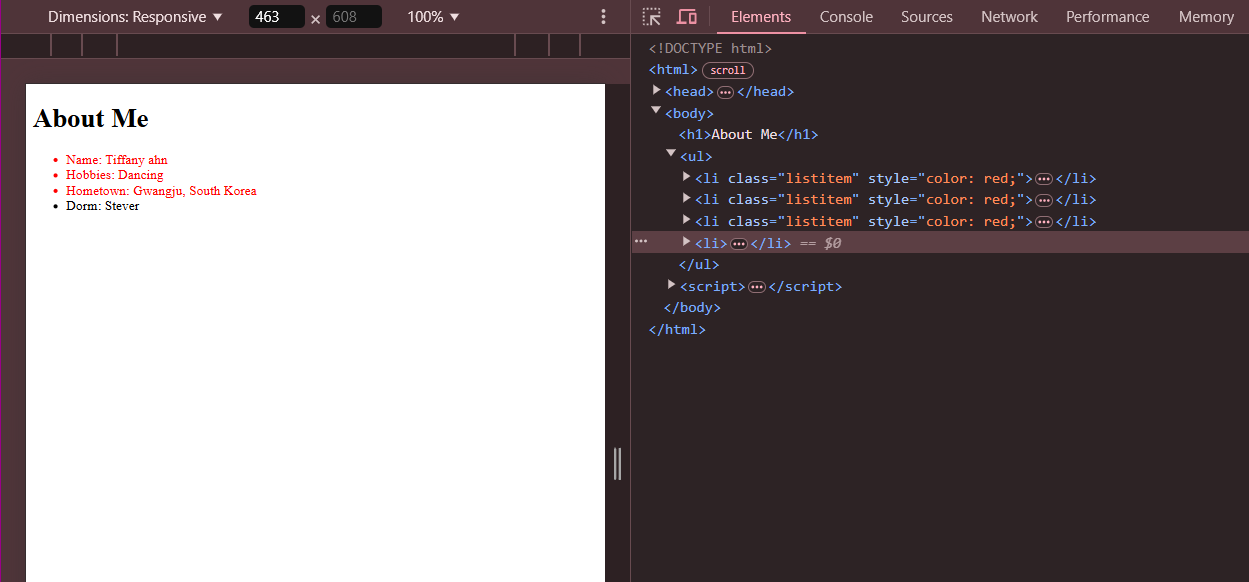 Dimensions: Responsive ▼ 463 × 608 100% ▼
Elements Console Sources Network Performance Memory
About Me
• Name: Tiffany ahn
• Hobbies: Dancing
• Hometown: Gwangju, South Korea
• Dorm: Stever
<!DOCTYPE html>
<html> scroll
<head> ••• </head>
<body>
<h1>About Me</h1>
<ul>
<li class="listitem" style="color: red;"> ••• </li>
<li class="listitem" style="color: red;"> ••• </li>
<li class="listitem" style="color: red;"> ••• </li>
••• <li> ••• </li> == $0
</ul>
<script> ••• </script>
</body>
</html>